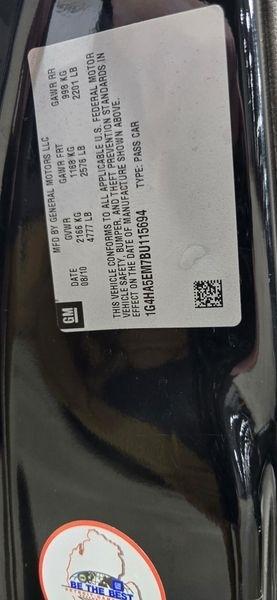 MFD BY GENERAL MOTORS LLC
DATE GVWR GAWR FRT GAWR RR
08/10 2166 KG 1168 KG 998 KG
4777 LB 2576 LB 2201 LB
THIS VEHICLE CONFORMS TO ALL APPLICABLE U.S. FEDERAL MOTOR
VEHICLE SAFETY, BUMPER, AND THEFT PREVENTION STANDARDS IN
EFFECT ON THE DATE OF MANUFACTURE SHOWN ABOVE.
1G4HA5EM7BU115694 TYPE: PASS CAR
GM
BE THE BEST